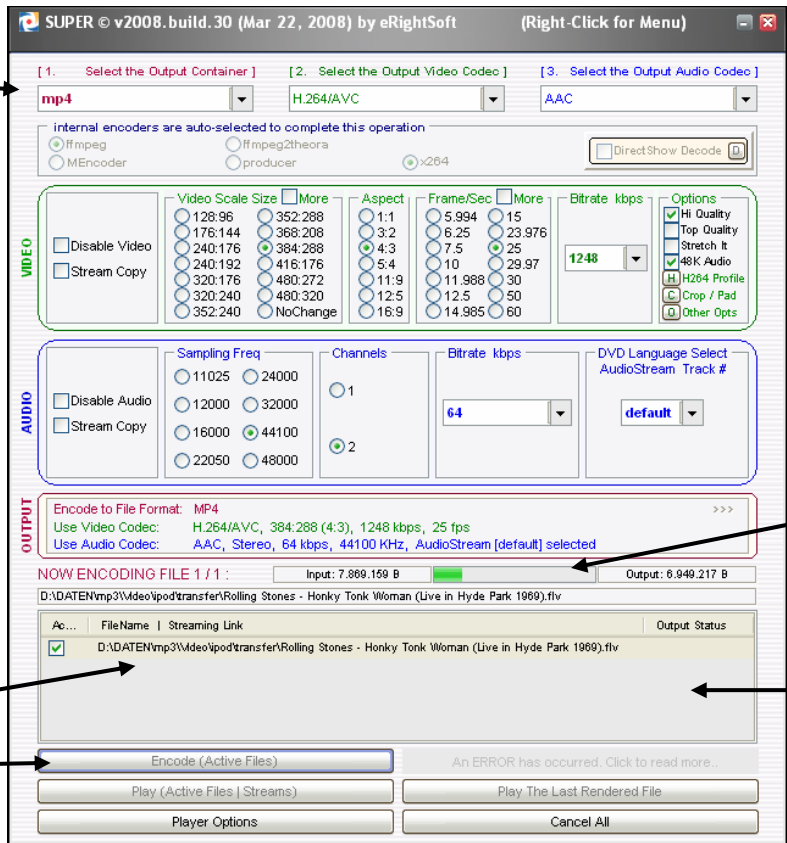 SUPER © v2008.build.30 (Mar 22, 2008) by eRightSoft (Right-Click for Menu)
[ 1. Select the Output Container ] [ 2. Select the Output Video Codec ] [ 3. Select the Output Audio Codec ]
mp4 H.264/AVC AAC
internal encoders are auto-selected to complete this operation
ffmpeg ffmpeg2theora
MEncoder producer x264
DirectShow Decode D
VIDEO
Disable Video
Stream Copy
Video Scale Size More
128:96 352:288
176:144 368:208
240:176 384:288
240:192 416:176
320:176 480:272
320:240 480:320
352:240 NoChange
Aspect
1:1
3:2
4:3
5:4
11:9
12:5
16:9
Frame/Sec More
5.994 15
6.25 23.976
7.5 25
10 29.97
11.988 30
12.5 50
14.985 60
Bitrate kbps
1248
Options
Hi Quality
Top Quality
Stretch It
48K Audio
H H264 Profile
C Crop / Pad
O Other Opts
AUDIO
Disable Audio
Stream Copy
Sampling Freq
11025 24000
12000 32000
16000 44100
22050 48000
Channels
1
2
Bitrate kbps
64
DVD Language Select
AudioStream Track #
default
OUTPUT
Encode to File Format: MP4 >>>
Use Video Codec: H.264/AVC, 384:288 (4:3), 1248 kbps, 25 fps
Use Audio Codec: AAC, Stereo, 64 kbps, 44100 KHz, AudioStream [default] selected
NOW ENCODING FILE 1 / 1 : Input: 7.869.159 B Output: 6.949.217 B
D:\DATEN\mp3\Video\ipod\transfer\Rolling Stones - Honky Tonk Woman (Live in Hyde Park 1969).flv
Ac... FileName | Streaming Link Output Status
D:\DATEN\mp3\Video\ipod\transfer\Rolling Stones - Honky Tonk Woman (Live in Hyde Park 1969).flv
Encode (Active Files) An ERROR has occurred. Click to read more..
Play (Active Files | Streams) Play The Last Rendered File
Player Options Cancel All